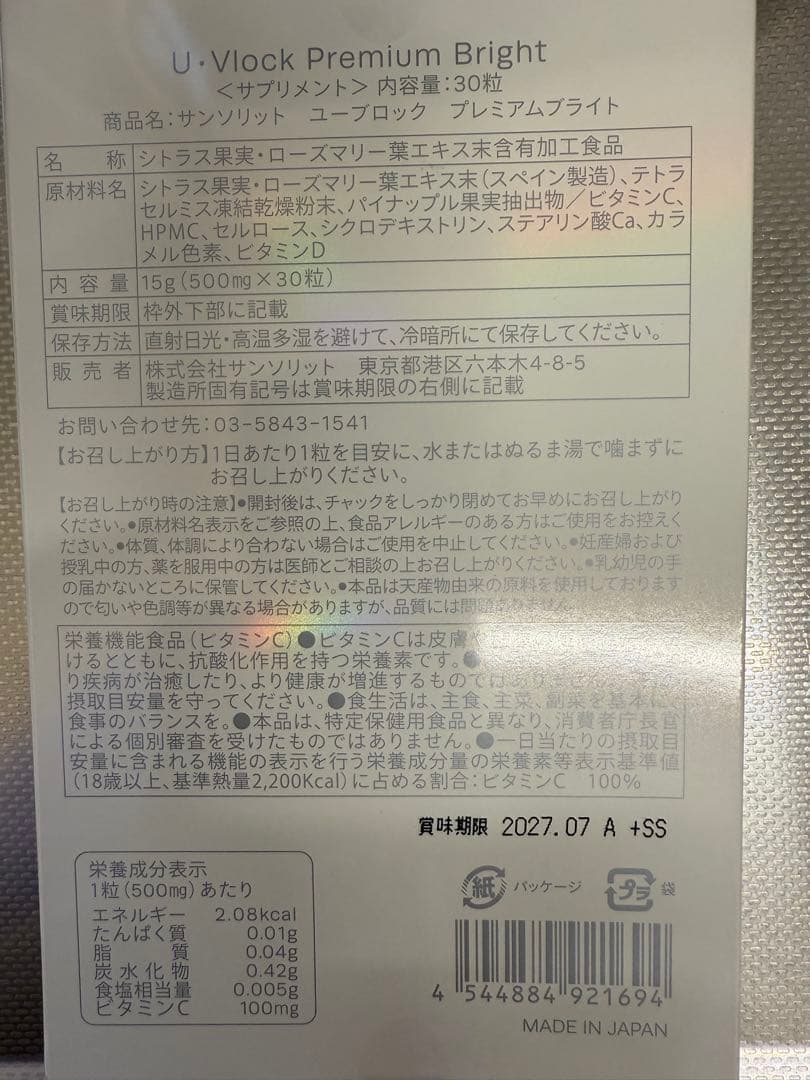 U・Vlock Premium Bright
＜サプリメント＞ 内容量：30粒
商品名：サンソリット　ユーブロック　プレミアムブライト
名　称　シトラス果実・ローズマリー葉エキス末含有加工食品
原材料名　シトラス果実・ローズマリー葉エキス末（スペイン製造）、テトラ
セルミス凍結乾燥粉末、パイナップル果実抽出物／ビタミンC、
HPMC、セルロース、シクロデキストリン、ステアリン酸Ca、カラ
メル色素、ビタミンD
内容量　15g（500㎎×30粒）
賞味期限　枠外下部に記載
保存方法　直射日光・高温多湿を避けて、冷暗所にて保存してください。
販売者　株式会社サンソリット　東京都港区六本木4-8-5
製造所固有記号は賞味期限の右側に記載
お問い合わせ先：03-5843-1541
【お召し上がり方】1日あたり1粒を目安に、水またはぬるま湯で噛まずに
お召し上がりください。
【お召し上がり時の注意】●開封後は、チャックをしっかり閉めてお早めにお召し上がり
ください。●原材料名表示をご参照の上、食品アレルギーのある方はご使用をお控えく
ださい。●体質、体調により合わない場合はご使用を中止してください。●妊産婦および
授乳中の方、薬を服用中の方は医師とご相談の上お召し上がりください。●乳幼児の手
の届かないところに保管してください。●本品は天産物由来の原料を使用しております
ので匂いや色調等が異なる場合がありますが、品質には問題ありません。
栄養機能食品（ビタミンC）●ビタミンCは皮膚や
けるとともに、抗酸化作用を持つ栄養素です。●
り疾病が治癒したり、より健康が増進するものではあり
摂取目安量を守ってください。●食生活は、主食、主菜、副菜を基本に、
食事のバランスを。●本品は、特定保健用食品と異なり、消費者庁長官
による個別審査を受けたものではありません。●一日当たりの摂取目
安量に含まれる機能の表示を行う栄養成分量の栄養素等表示基準値
（18歳以上、基準熱量2,200Kcal）に占める割合：ビタミンC　100%
賞味期限 2027.07 A +SS
栄養成分表示
1粒（500㎎）あたり
エネルギー　2.08kcal
たんぱく質　0.01g
脂　質　0.04g
炭水化物　0.42g
食塩相当量　0.005g
ビタミンC　100mg
紙 パッケージ
プラ 袋
4 544884 921694
MADE IN JAPAN